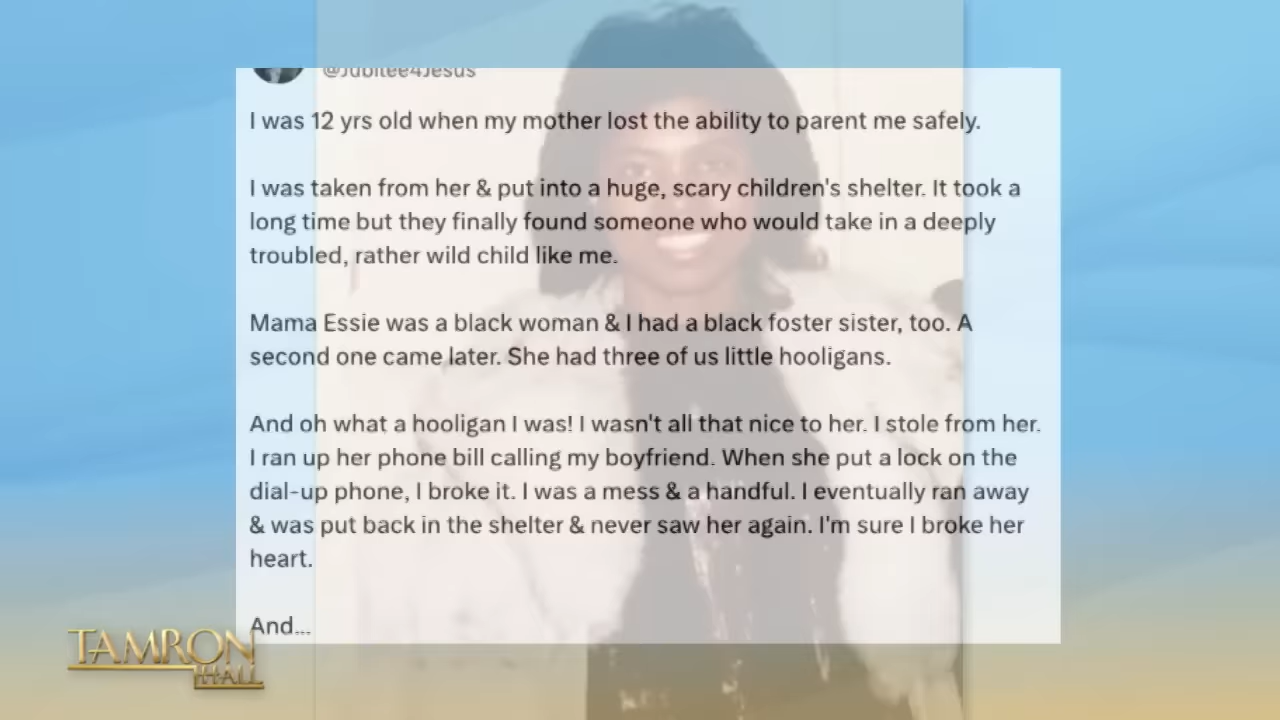 @Jubilee4Jesus
I was 12 yrs old when my mother lost the ability to parent me safely.
I was taken from her & put into a huge, scary children's shelter. It took a
long time but they finally found someone who would take in a deeply
troubled, rather wild child like me.
Mama Essie was a black woman & I had a black foster sister, too. A
second one came later. She had three of us little hooligans.
And oh what a hooligan I was! I wasn't all that nice to her. I stole from her.
I ran up her phone bill calling my boyfriend. When she put a lock on the
dial-up phone, I broke it. I was a mess & a handful. I eventually ran away
& was put back in the shelter & never saw her again. I'm sure I broke her
heart.
And...
TAMRON
HALL